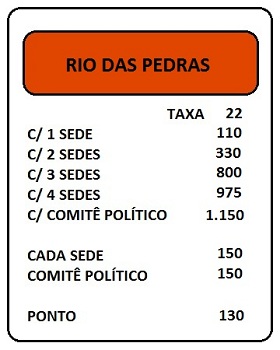 RIO DAS PEDRAS
TAXA 22
C/ 1 SEDE 110
C/ 2 SEDES 330
C/ 3 SEDES 800
C/ 4 SEDES 975
C/ COMITÊ POLÍTICO 1.150
CADA SEDE 150
COMITÊ POLÍTICO 150
PONTO 130